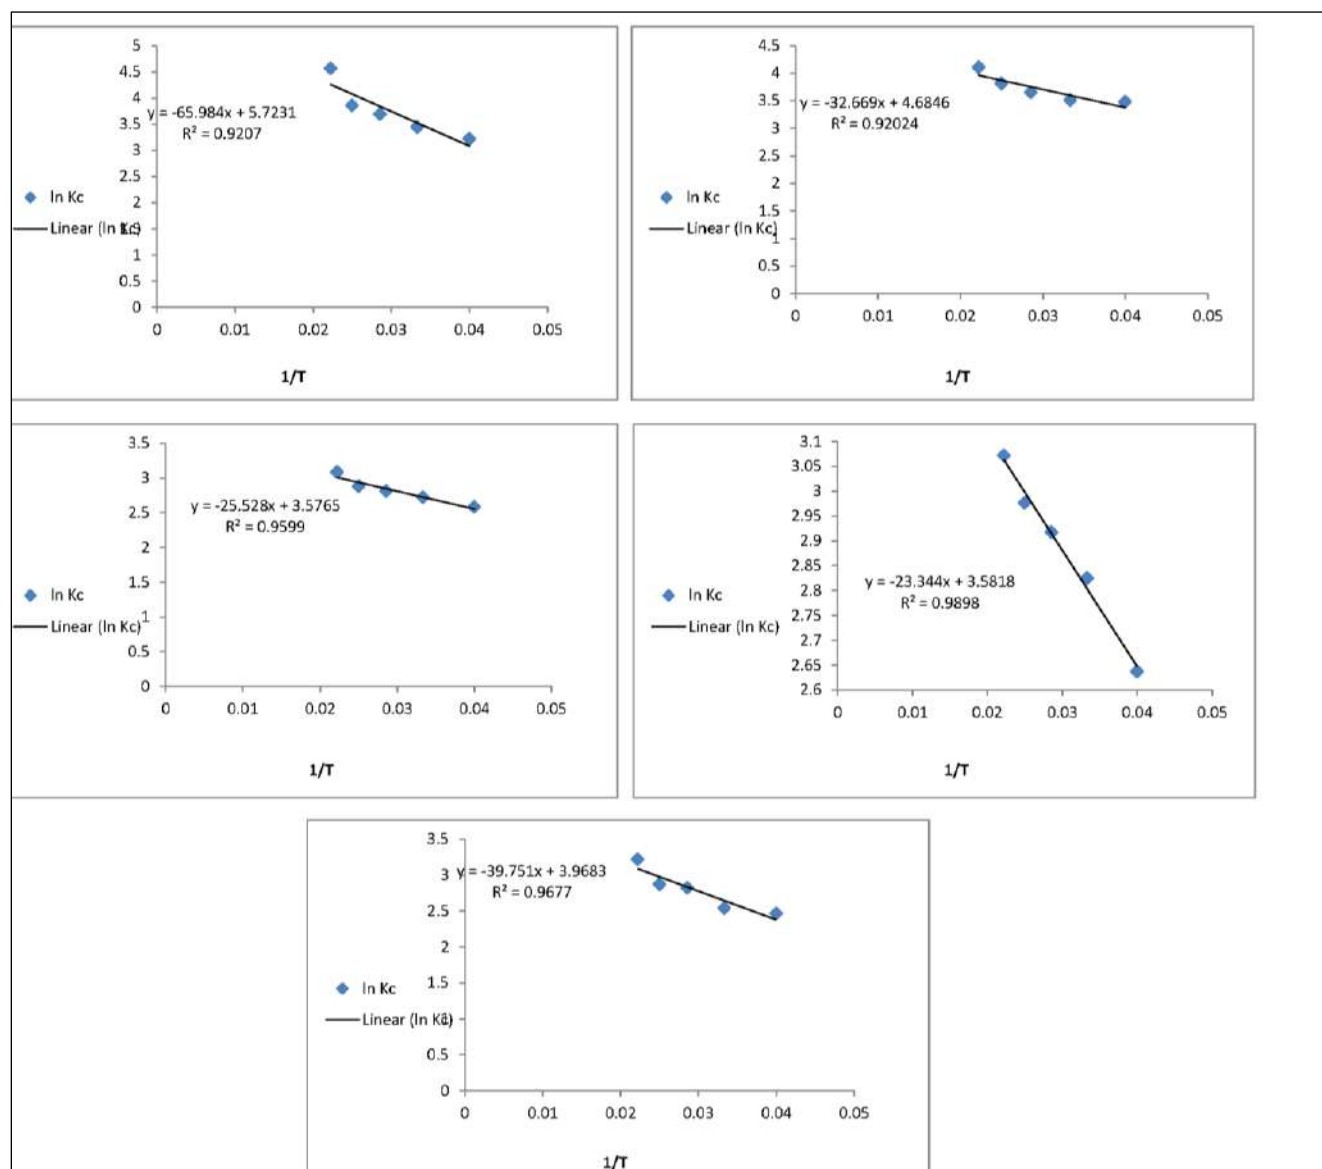 5
4.5
4
3.5
3
2.5
2
1.5
1
0.5
0
y = -65.984x + 5.7231
R² = 0.9207
ln Kc
Linear (ln Kc)
0 0.01 0.02 0.03 0.04 0.05
1/T
4.5
4
3.5
3
2.5
2
1.5
1
0.5
0
y = -32.669x + 4.6846
R² = 0.92024
ln Kc
Linear (ln Kc)
0 0.01 0.02 0.03 0.04 0.05
1/T
3.5
3
2.5
2
1.5
1
0.5
0
y = -25.528x + 3.5765
R² = 0.9599
ln Kc
Linear (ln Kc)
0 0.01 0.02 0.03 0.04 0.05
1/T
3.1
3.05
3
2.95
2.9
2.85
2.8
2.75
2.7
2.65
2.6
y = -23.344x + 3.5818
R² = 0.9898
ln Kc
Linear (ln Kc)
0 0.01 0.02 0.03 0.04 0.05
1/T
3.5
3
2.5
2
1.5
1
0.5
0
y = -39.751x + 3.9683
R² = 0.9677
ln Kc
Linear (ln Kc)
0 0.01 0.02 0.03 0.04 0.05
1/T